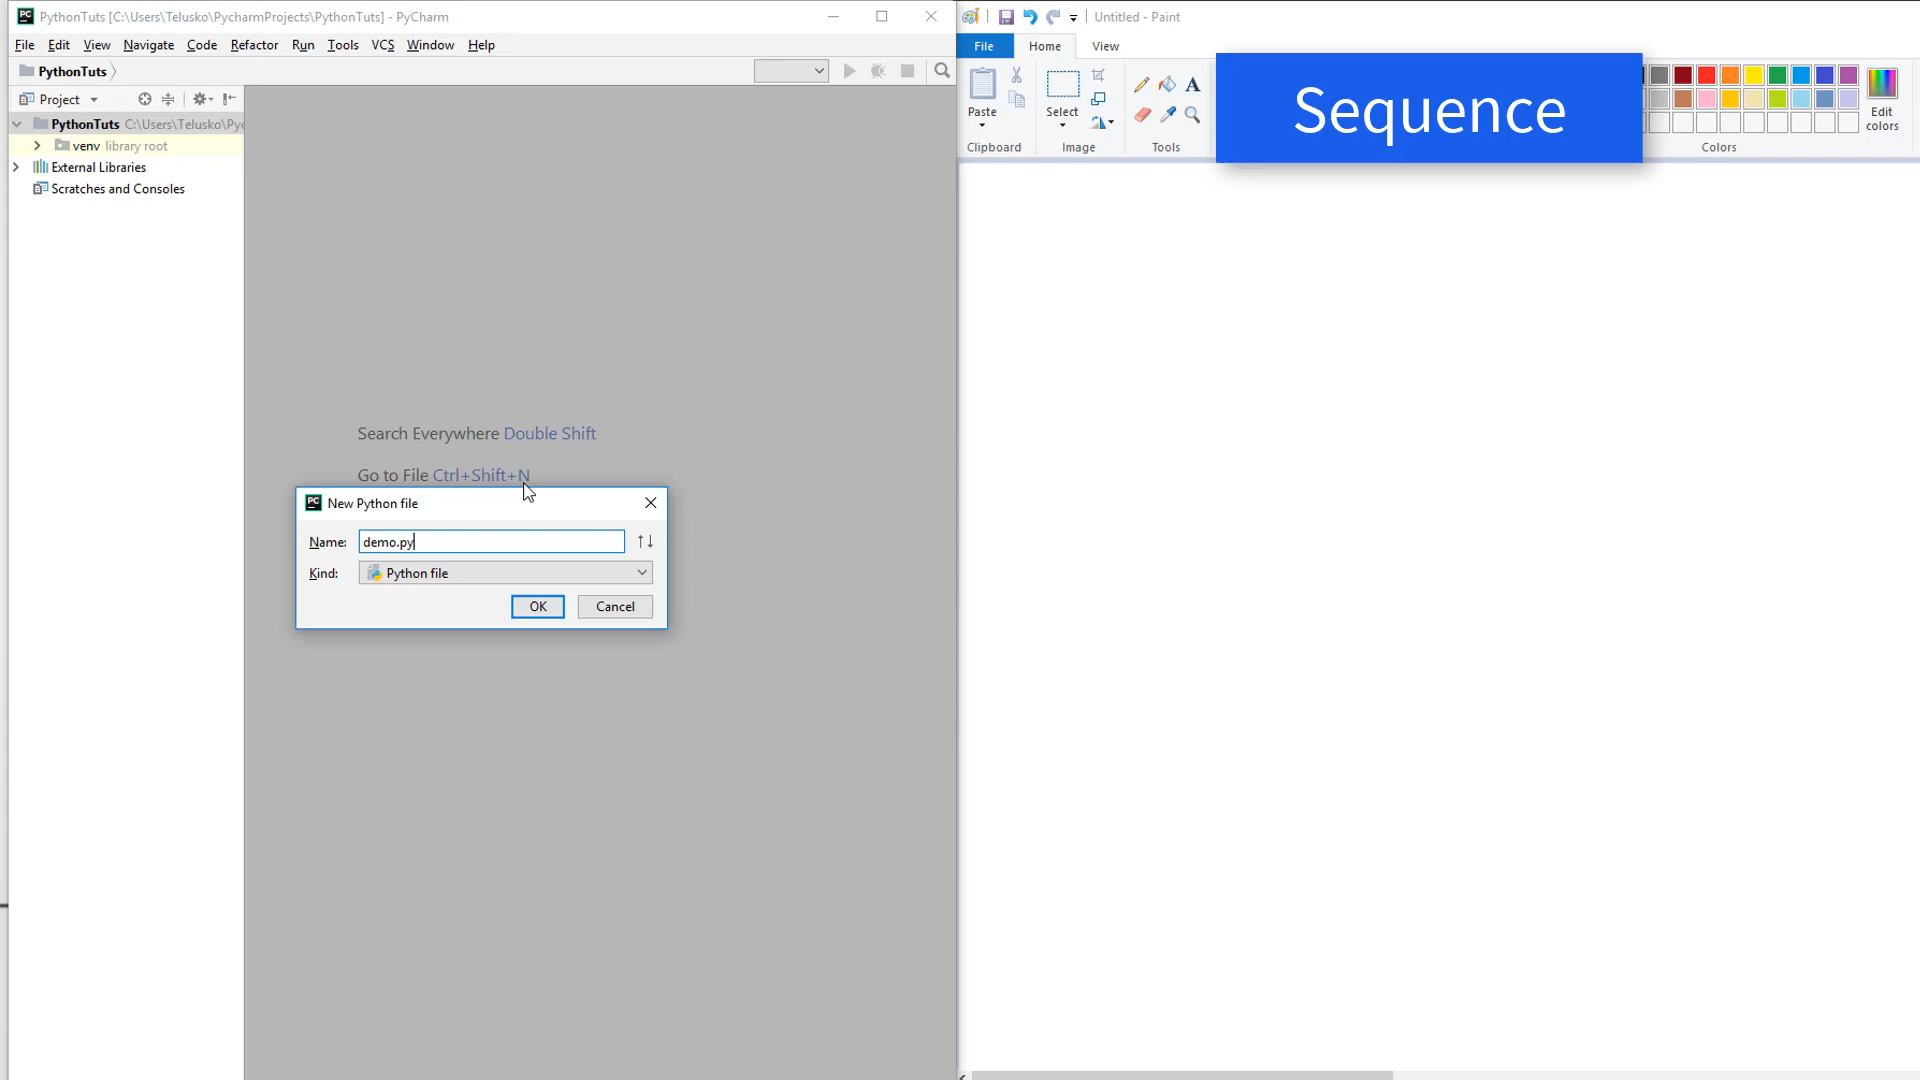 PythonTuts [C:\Users\Telusko\PycharmProjects\PythonTuts] - PyCharm
File Edit View Navigate Code Refactor Run Tools VCS Window Help
PythonTuts
Project
PythonTuts C:\Users\Telusko\Pyc
venv library root
External Libraries
Scratches and Consoles
Search Everywhere Double Shift
Go to File Ctrl+Shift+N
PC New Python file
Name: demo.py
Kind: Python file
OK Cancel
Untitled - Paint
File Home View
Paste
Select
A
Edit
colors
Clipboard Image Tools Colors
Sequence